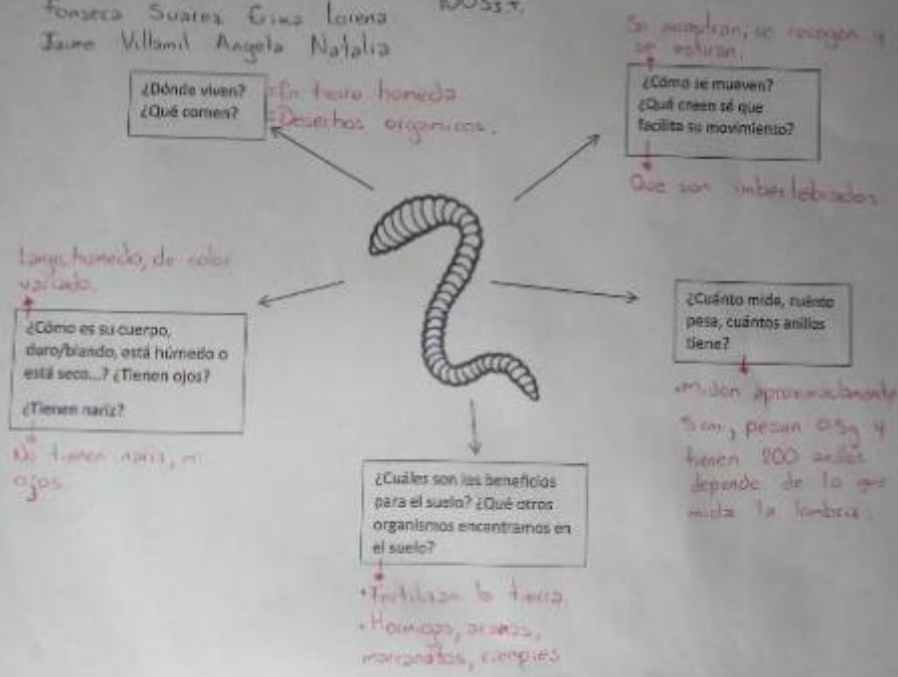 Fonseca Suarez Gina Lorena
Jaime Villamil Angela Natalia
¿Dónde viven?
¿Qué comen?
En tierra homeda.
Desechos organicos.
Se arrastran, se recogen y
se estiran.
¿Cómo se mueven?
¿Qué creen sé que
facilita su movimiento?
Que son
Largo, humedo, de color
variado.
¿Cómo es su cuerpo,
duro/blando, está húmedo o
está seco...? ¿Tienen ojos?
¿Tienen nariz?
No tienen nariz, ni
ojos
¿Cuánto mide, cuánto
pesa, cuántos anillos
tiene?
Miden aproximadamente
5 cm, pesan 0.5g y
tienen 200 anillos
depende de lo que
mida la lombriz.
¿Cuáles son los beneficios
para el suelo? ¿Qué otros
organismos encontramos en
el suelo?
• Fertilizan la tierra.
• Hormigas, arañas,
marranitos, ciempies